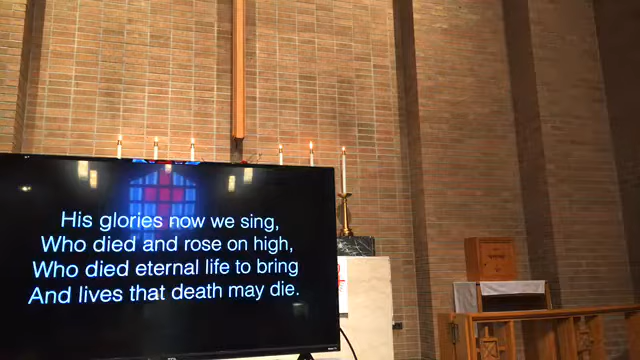 His glories now we sing,
Who died and rose on high,
Who died eternal life to bring
And lives that death may die.